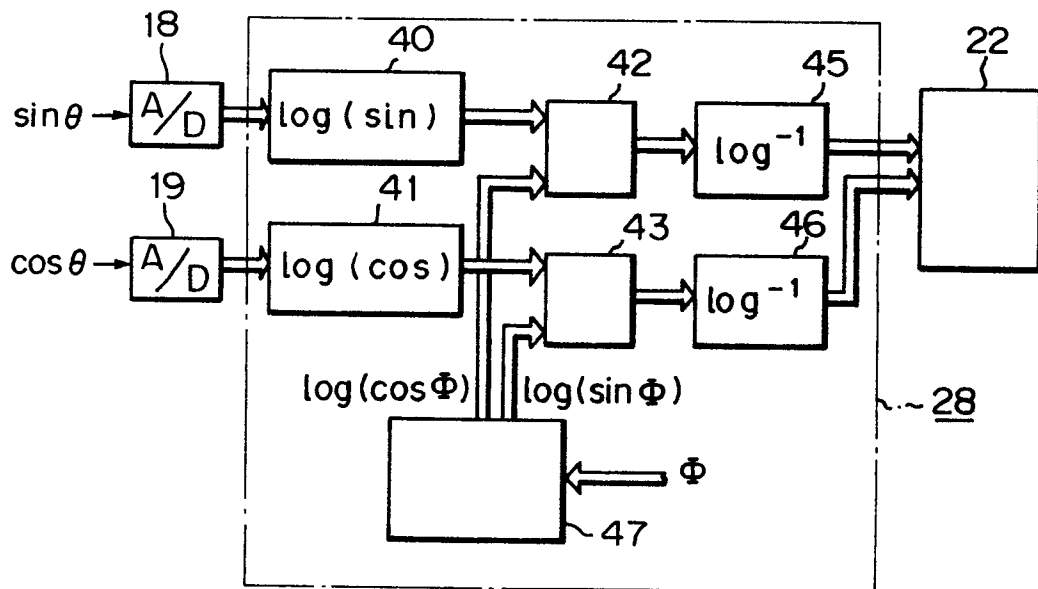 18
40
42
45
22
sinθ
A/D
log (sin)
log⁻¹
19
41
43
46
cosθ
A/D
log (cos)
log⁻¹
log(cosΦ)
log(sinΦ)
28
Φ
47